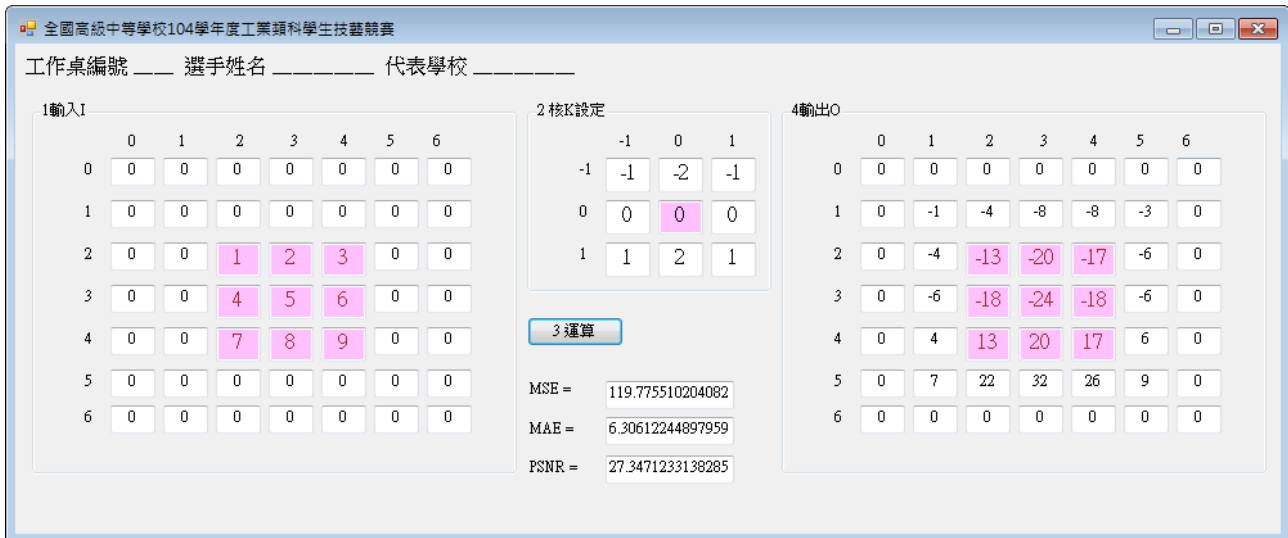 全國高級中等學校104學年度工業類科學生技藝競賽
工作桌編號 ___ 選手姓名 ________ 代表學校 ________
1輸入I
0 1 2 3 4 5 6
0 0 0 0 0 0 0 0
1 0 0 0 0 0 0 0
2 0 0 1 2 3 0 0
3 0 0 4 5 6 0 0
4 0 0 7 8 9 0 0
5 0 0 0 0 0 0 0
6 0 0 0 0 0 0 0
2 核K設定
-1 0 1
-1 -1 -2 -1
0 0 0 0
1 1 2 1
3 運算
MSE = 119.775510204082
MAE = 6.30612244897959
PSNR = 27.3471233138285
4輸出O
0 1 2 3 4 5 6
0 0 0 0 0 0 0 0
1 0 -1 -4 -8 -8 -3 0
2 0 -4 -13 -20 -17 -6 0
3 0 -6 -18 -24 -18 -6 0
4 0 4 13 20 17 6 0
5 0 7 22 32 26 9 0
6 0 0 0 0 0 0 0